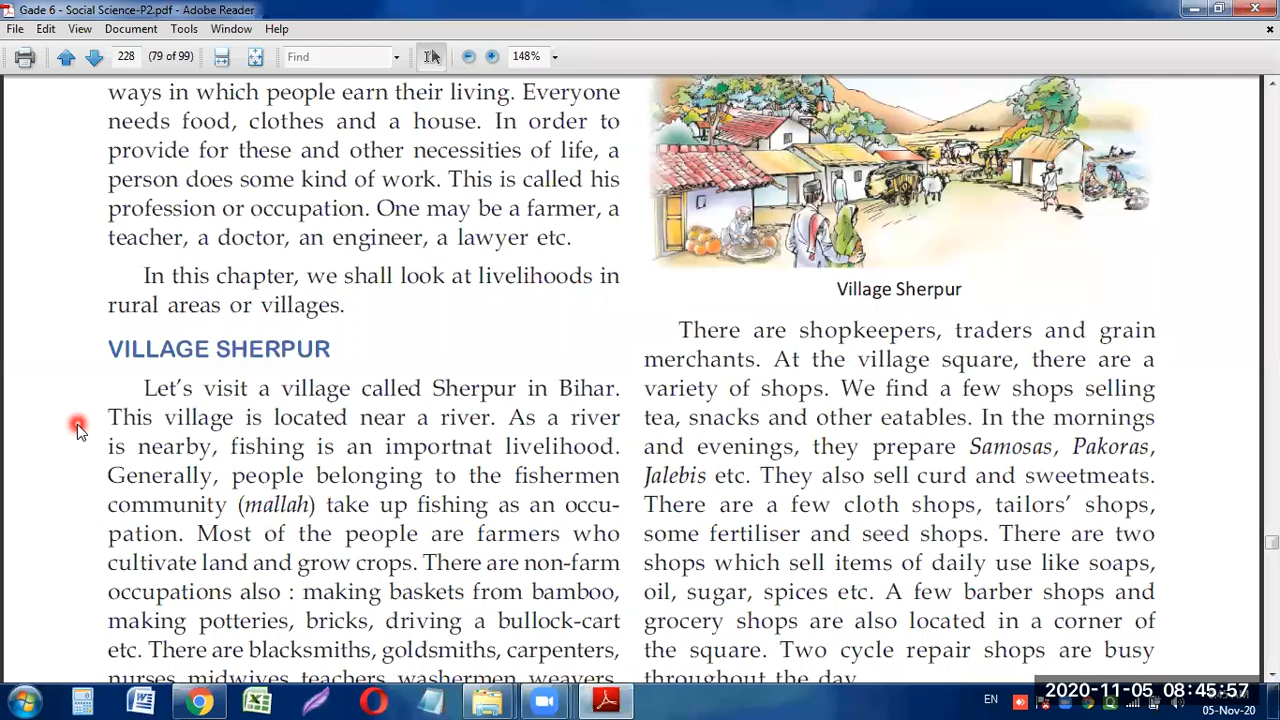 Gade 6 - Social Science-P2.pdf - Adobe Reader
File Edit View Document Tools Window Help
228 (79 of 99) Find 148%
ways in which people earn their living. Everyone
needs food, clothes and a house. In order to
provide for these and other necessities of life, a
person does some kind of work. This is called his
profession or occupation. One may be a farmer, a
teacher, a doctor, an engineer, a lawyer etc.
In this chapter, we shall look at livelihoods in
rural areas or villages.
VILLAGE SHERPUR
Let's visit a village called Sherpur in Bihar.
This village is located near a river. As a river
is nearby, fishing is an importnat livelihood.
Generally, people belonging to the fishermen
community (mallah) take up fishing as an occu-
pation. Most of the people are farmers who
cultivate land and grow crops. There are non-farm
occupations also : making baskets from bamboo,
making potteries, bricks, driving a bullock-cart
etc. There are blacksmiths, goldsmiths, carpenters,
nurses midwives teachers washermen weavers
Village Sherpur
There are shopkeepers, traders and grain
merchants. At the village square, there are a
variety of shops. We find a few shops selling
tea, snacks and other eatables. In the mornings
and evenings, they prepare Samosas, Pakoras,
Jalebis etc. They also sell curd and sweetmeats.
There are a few cloth shops, tailors' shops,
some fertiliser and seed shops. There are two
shops which sell items of daily use like soaps,
oil, sugar, spices etc. A few barber shops and
grocery shops are also located in a corner of
the square. Two cycle repair shops are busy
throughout the day
EN
2020-11-05 08:45:57
05-Nov-20